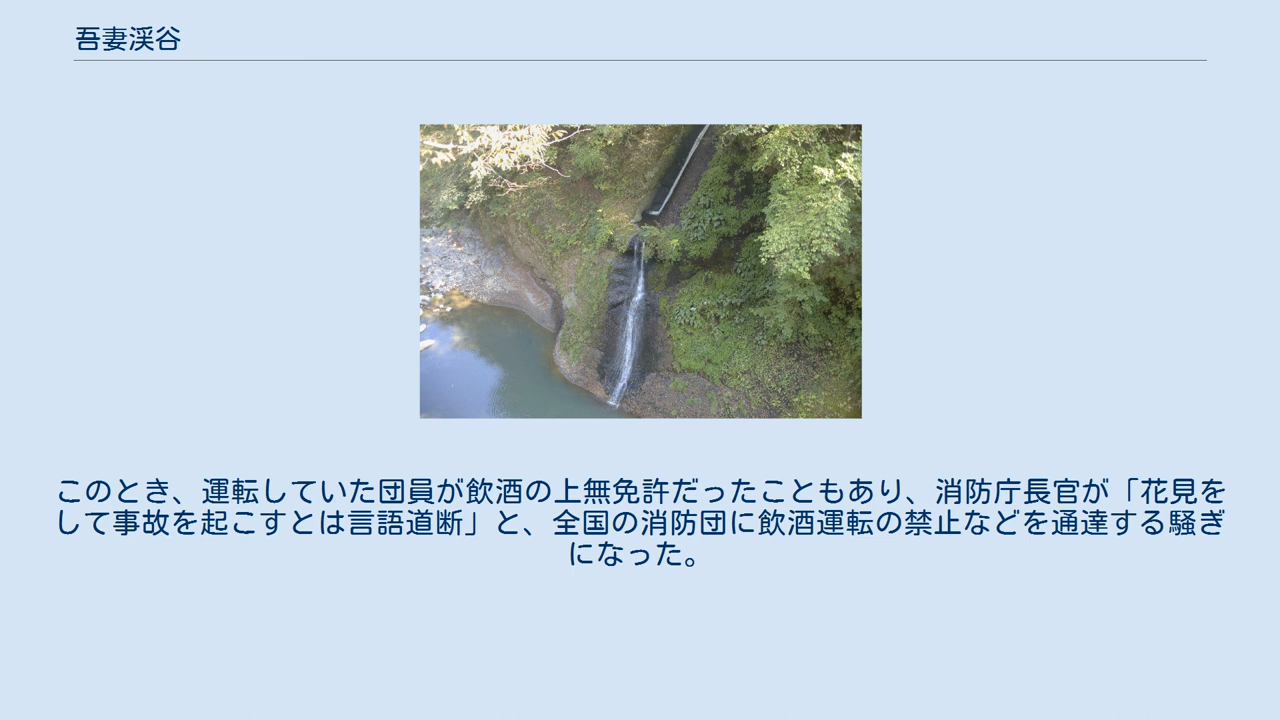 吾妻渓谷
このとき、運転していた団員が飲酒の上無免許だったこともあり、消防庁長官が「花見を
して事故を起こすとは言語道断」と、全国の消防団に飲酒運転の禁止などを通達する騒ぎ
になった。